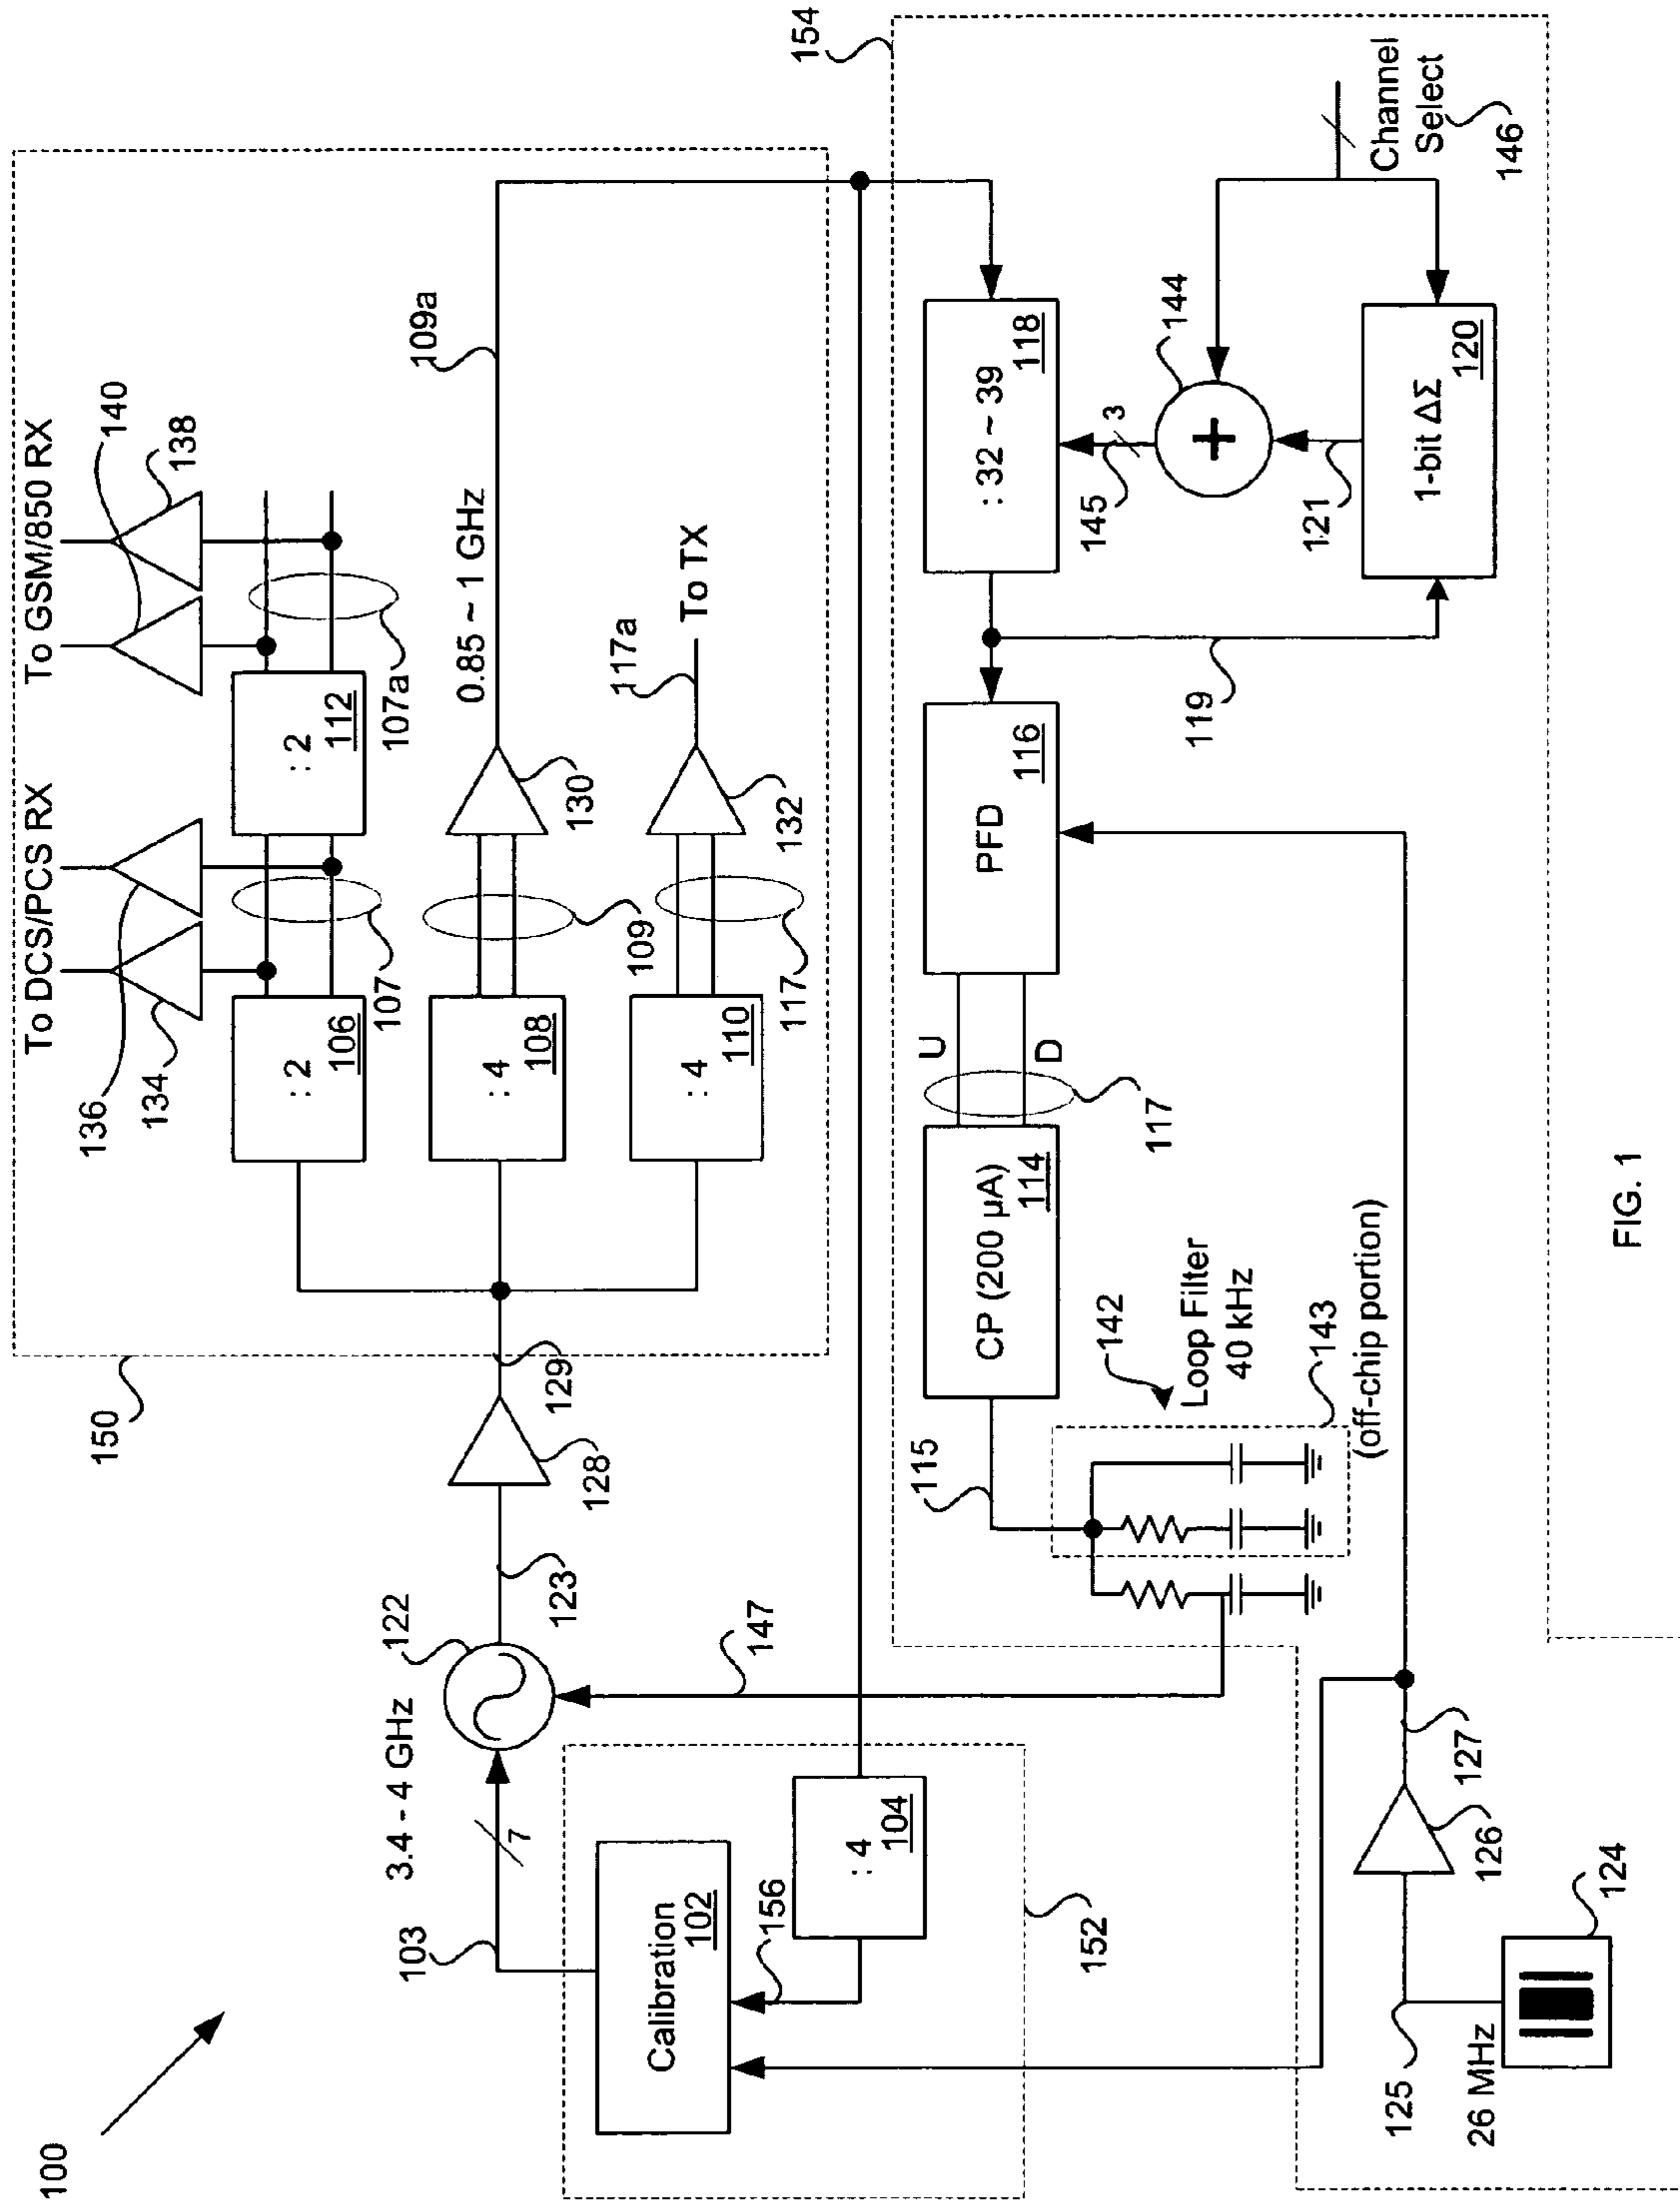 100
150
To DCS/PCS RX
To GSM/850 RX
136
134
140
138
: 2
106
107
: 2
112
107a
3.4 - 4 GHz
122
103
7
123
128
129
: 4
108
109
130
0.85 ~ 1 GHz
109a
: 4
110
117
132
117a
To TX
Calibration
102
156
: 4
104
152
147
154
115
CP (200 µA)
114
U
D
117
PFD
116
: 32 ~ 39
118
119
145
3
144
121
1-bit ΔΣ
120
Channel
Select
146
142
Loop Filter
40 kHz
143
(off-chip portion)
125
26 MHz
124
126
127
FIG. 1